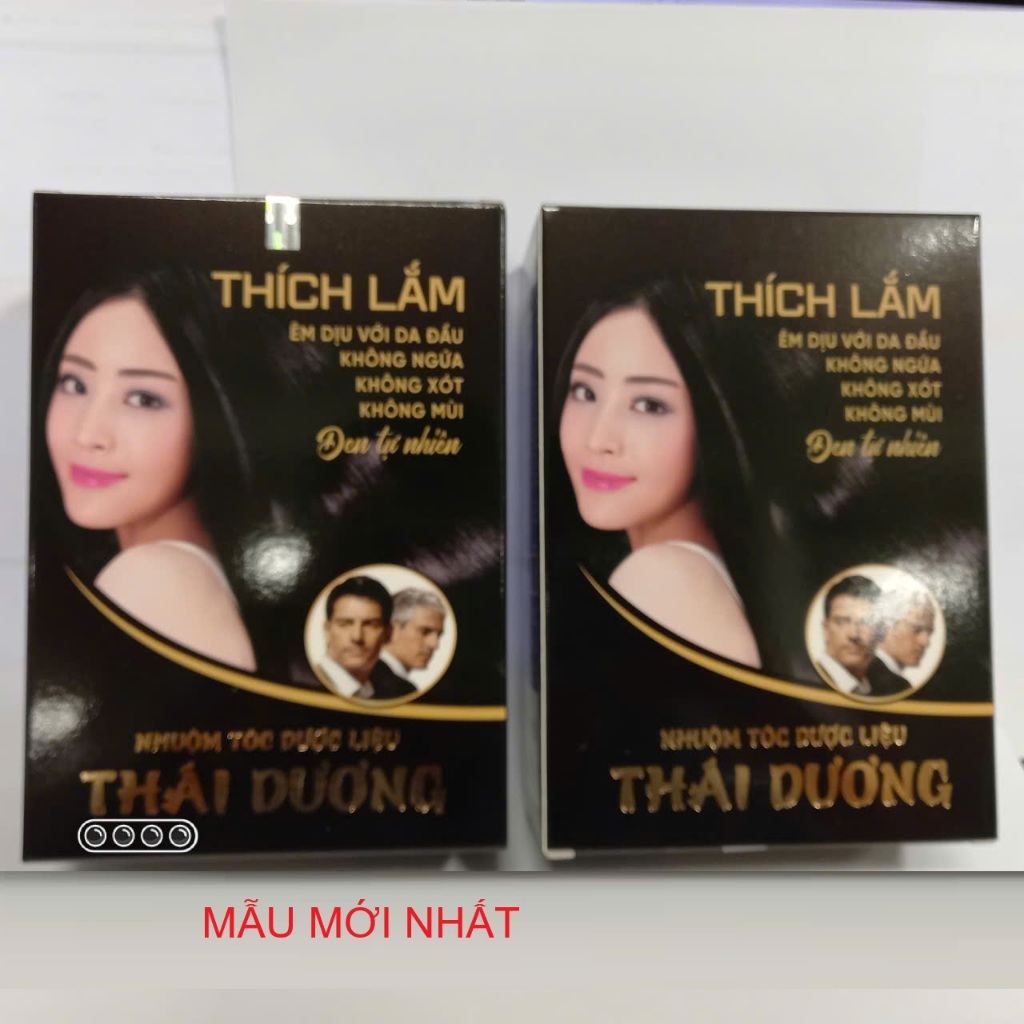 THÍCH LẮM
ÊM DỊU VỚI DA ĐẦU
KHÔNG NGỨA
KHÔNG XÓT
KHÔNG MÙI
Đen tự nhiên
NHUỘM TÓC DƯỢC LIỆU
THÁI DƯƠNG
THÍCH LẮM
ÊM DỊU VỚI DA ĐẦU
KHÔNG NGỨA
KHÔNG XÓT
KHÔNG MÙI
Đen tự nhiên
NHUỘM TÓC DƯỢC LIỆU
THÁI DƯƠNG
MẪU MỚI NHẤT